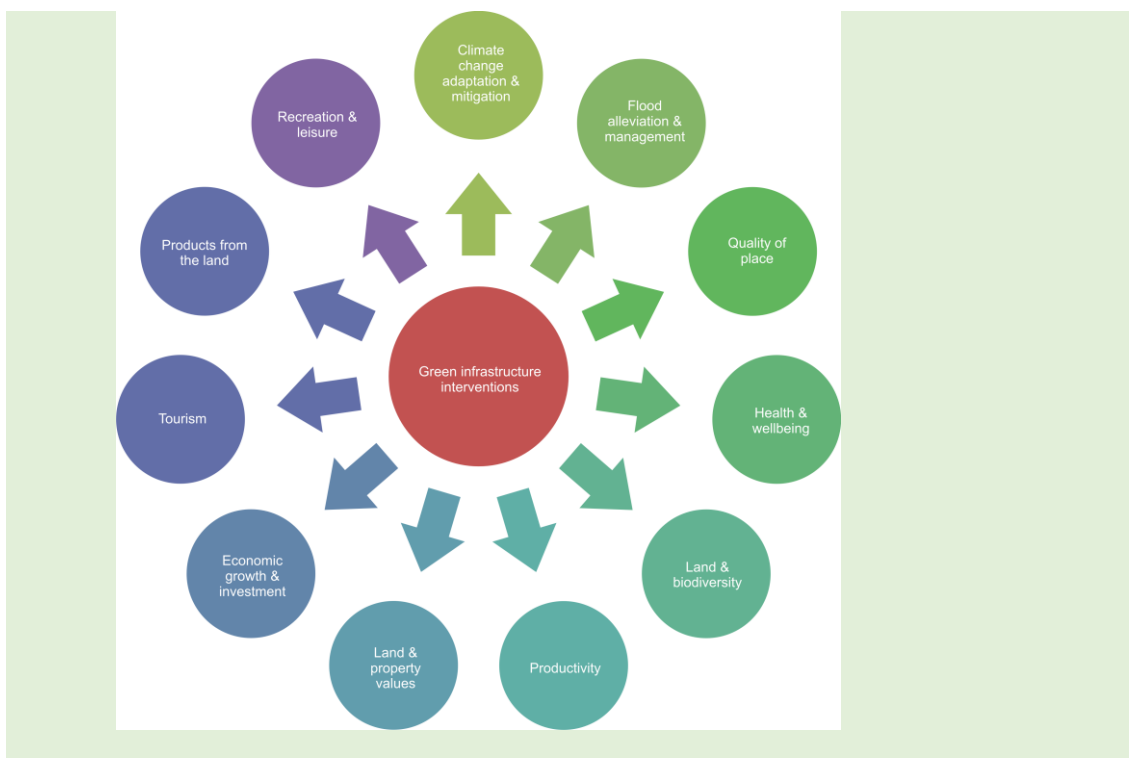 Climate
change
adaptation &
mitigation
Flood
alleviation &
management
Quality of
place
Health &
wellbeing
Land &
biodiversity
Productivity
Land &
property
values
Economic
growth &
investment
Tourism
Products from
the land
Recreation &
leisure
Green infrastructure
interventions